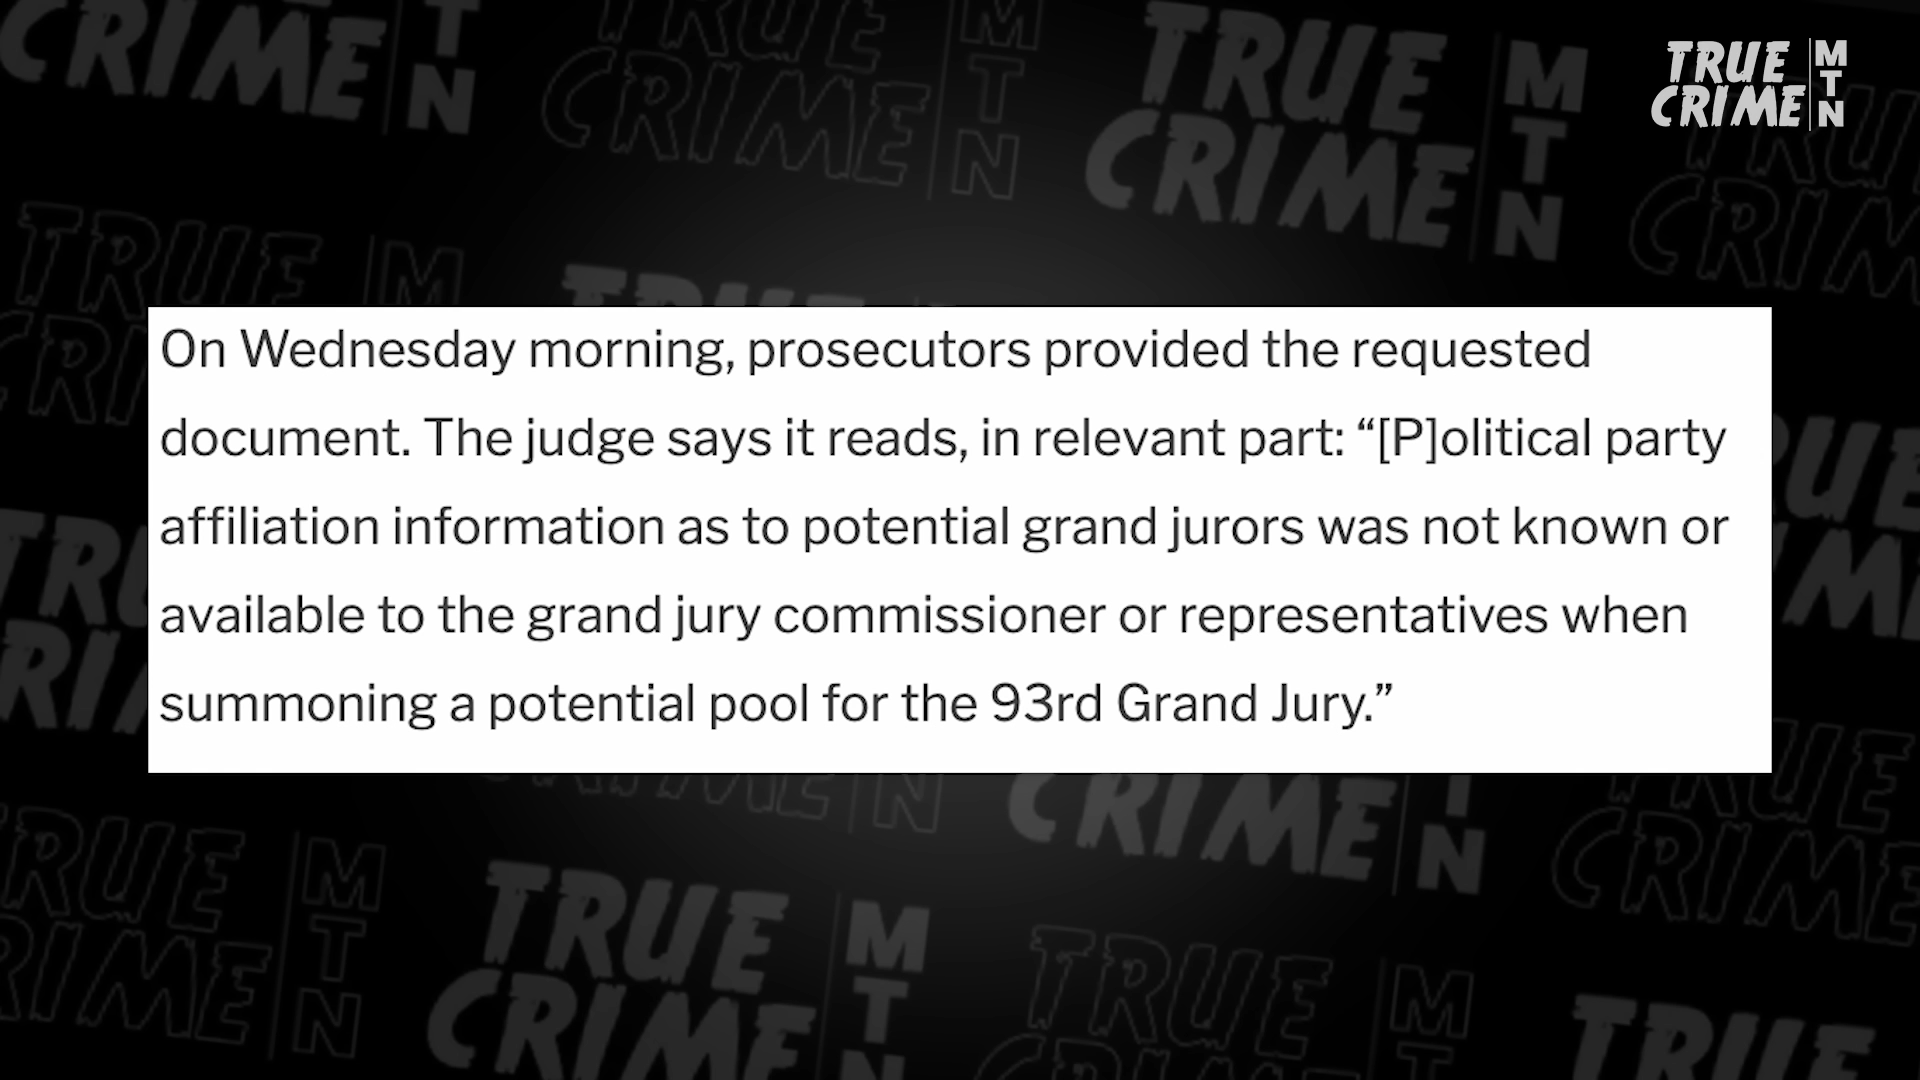 TRUE
CRIME
MTN
On Wednesday morning, prosecutors provided the requested
document. The judge says it reads, in relevant part: “[P]olitical party
affiliation information as to potential grand jurors was not known or
available to the grand jury commissioner or representatives when
summoning a potential pool for the 93rd Grand Jury.”